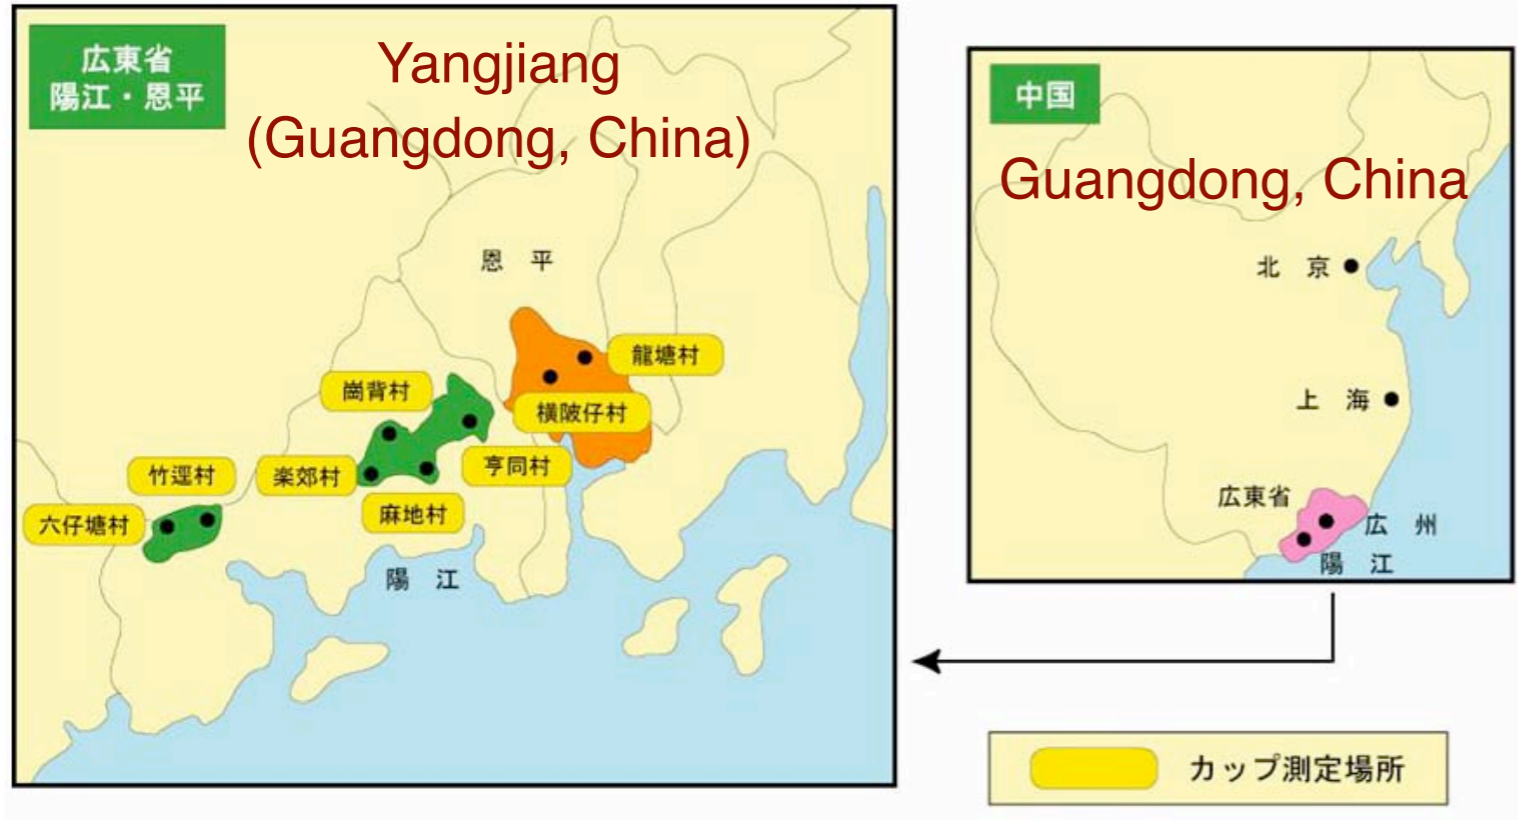 広東省
陽江・恩平
Yangjiang
(Guangdong, China)
恩 平
龍塘村
崗背村
横陂仔村
竹逕村
楽郊村
亨同村
六仔塘村
麻地村
陽 江
中国
Guangdong, China
北 京
上 海
広東省
広 州
陽 江
カップ測定場所